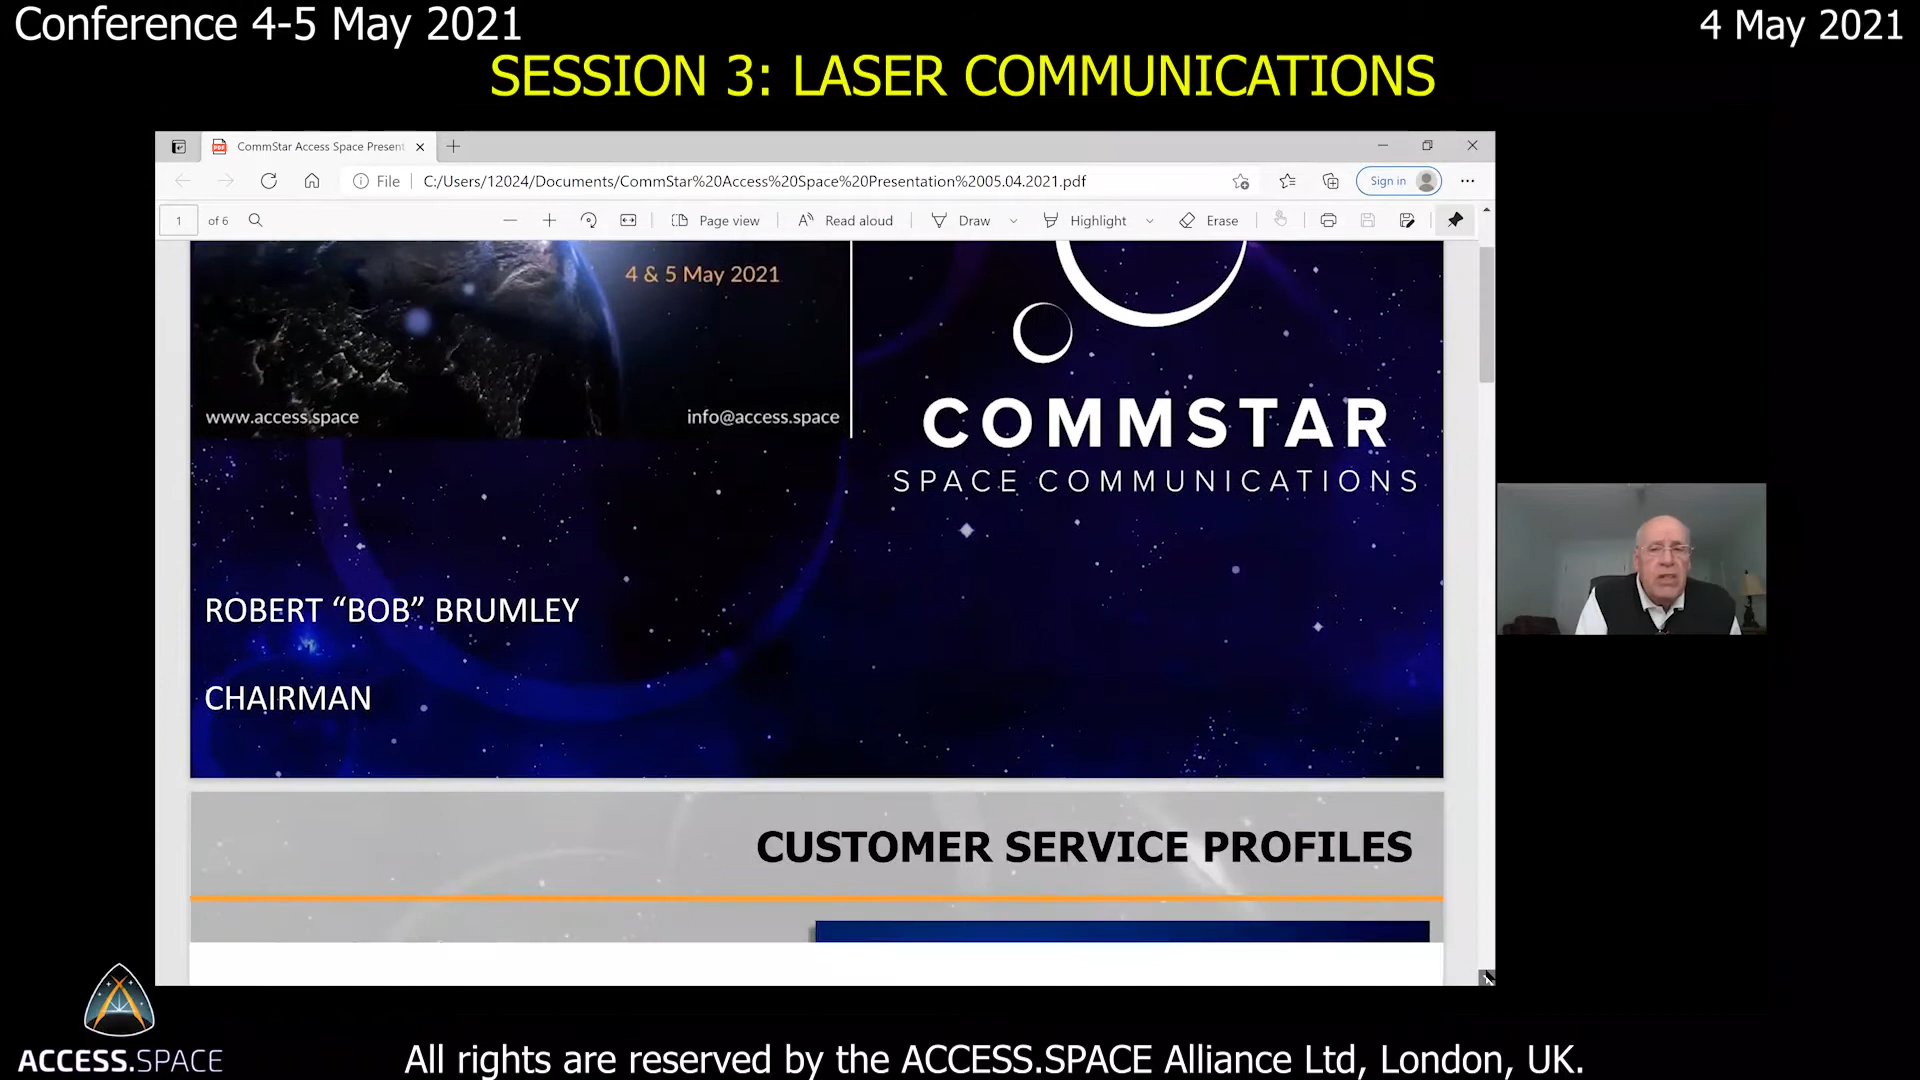 Conference 4-5 May 2021
4 May 2021
SESSION 3: LASER COMMUNICATIONS
CommStar Access Space Present
File
C:/Users/12024/Documents/CommStar%20Access%20Space%20Presentation%2005.04.2021.pdf
Sign in
1 of 6
Page view
Read aloud
Draw
Highlight
Erase
4 & 5 May 2021
www.access.space
info@access.space
COMMSTAR
SPACE COMMUNICATIONS
ROBERT “BOB” BRUMLEY
CHAIRMAN
CUSTOMER SERVICE PROFILES
ACCESS.SPACE
All rights are reserved by the ACCESS.SPACE Alliance Ltd, London, UK.